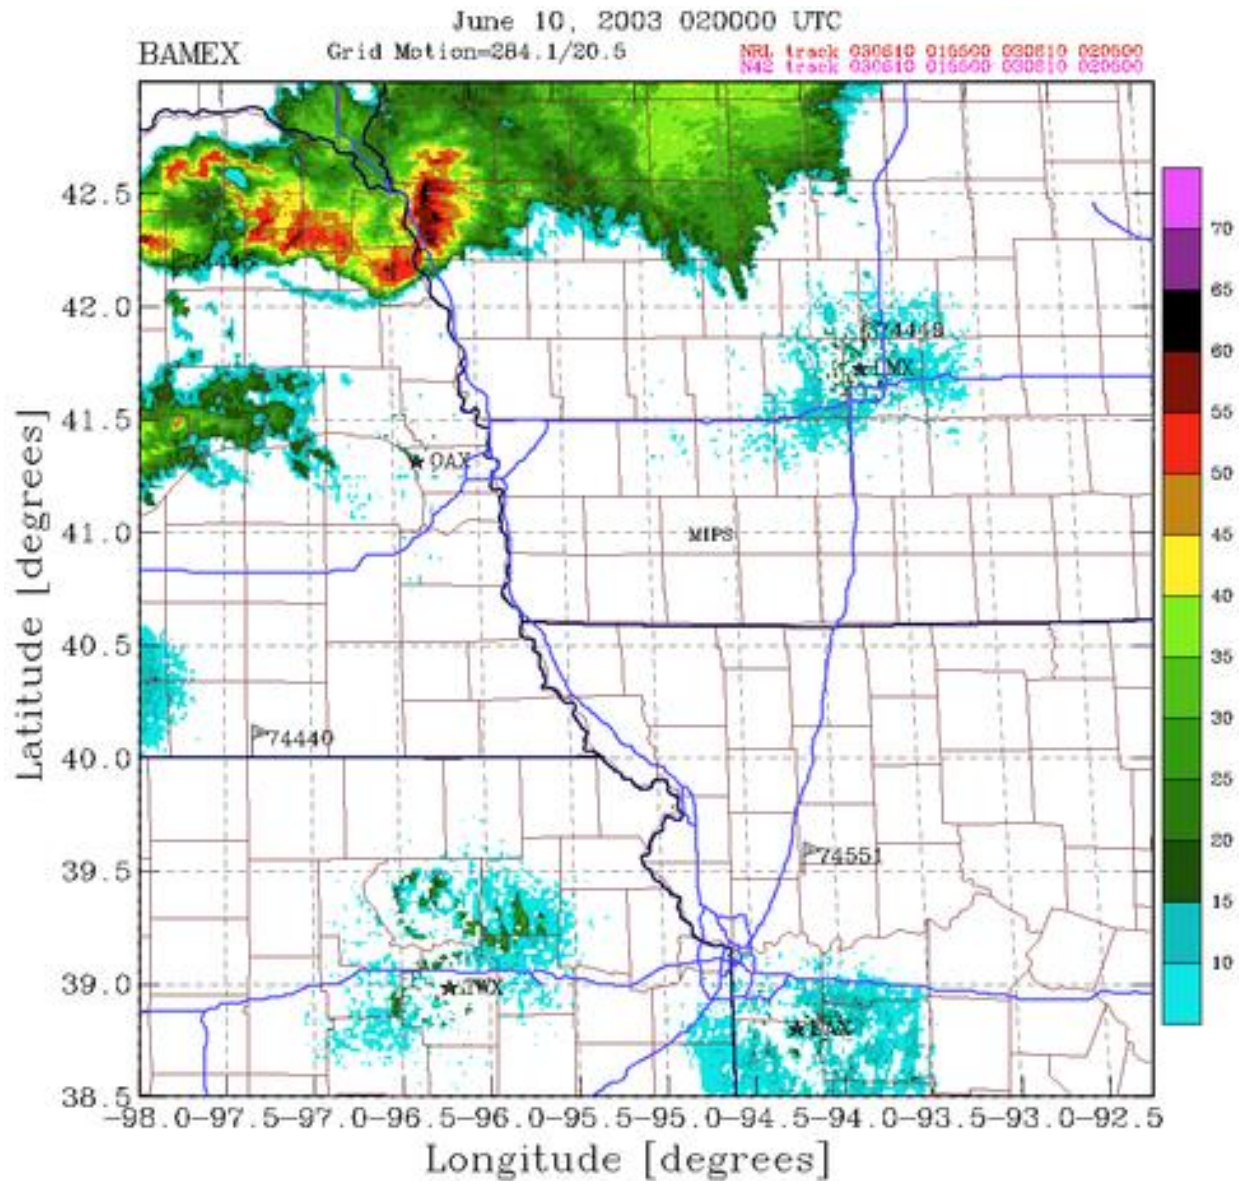 June 10, 2003 020000 UTC
BAMEX
Grid Motion=284.1/20.5
NRL track 030610 015500 030610 020500
N42 track 030610 015500 030610 020500
42.5
42.0
41.5
41.0
40.5
40.0
39.5
39.0
38.5
Latitude [degrees]
74448
DMX
OAX
MIPS
74440
74551
TWX
EAX
70
65
60
55
50
45
40
35
30
25
20
15
10
-98.0-97.5-97.0-96.5-96.0-95.5-95.0-94.5-94.0-93.5-93.0-92.5
Longitude [degrees]